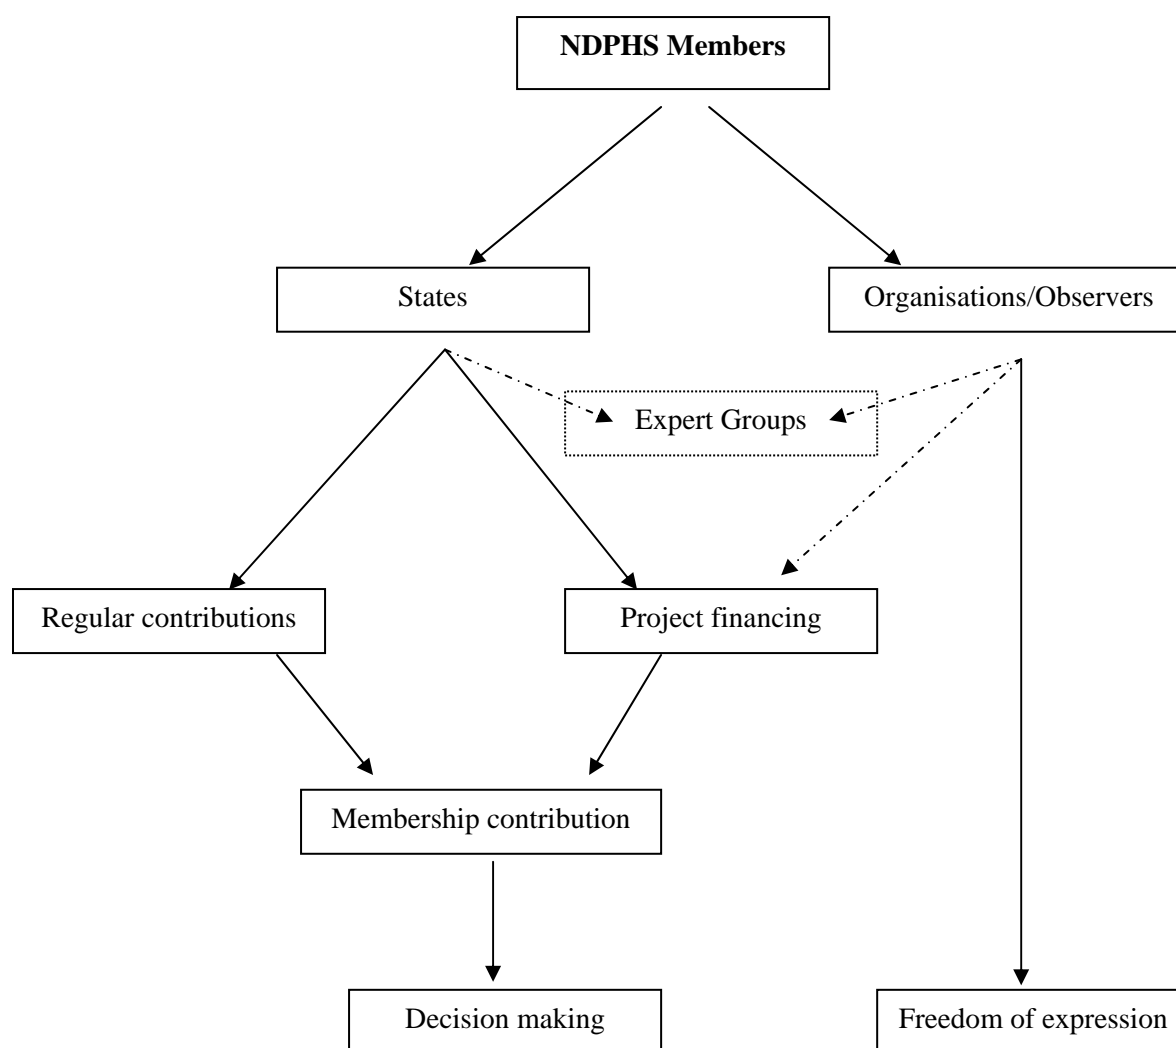 NDPHS Members
States
Organisations/Observers
Expert Groups
Regular contributions
Project financing
Membership contribution
Decision making
Freedom of expression